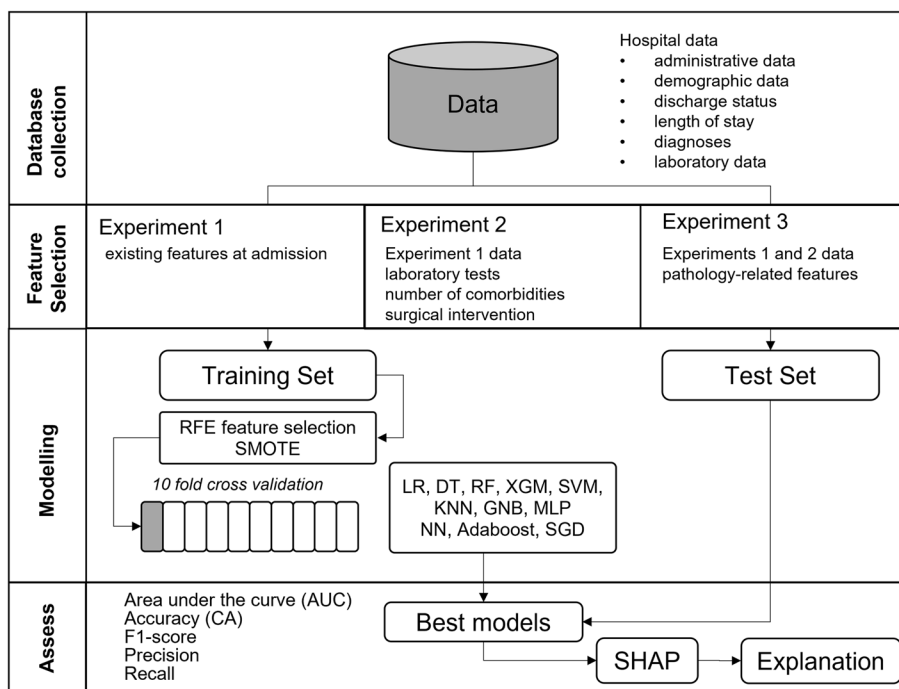 Database
collection
Data
Hospital data
• administrative data
• demographic data
• discharge status
• length of stay
• diagnoses
• laboratory data
Feature
Selection
Experiment 1
existing features at admission
Experiment 2
Experiment 1 data
laboratory tests
number of comorbidities
surgical intervention
Experiment 3
Experiments 1 and 2 data
pathology-related features
Modelling
Training Set
Test Set
RFE feature selection
SMOTE
10 fold cross validation
LR, DT, RF, XGM, SVM,
KNN, GNB, MLP
NN, Adaboost, SGD
Assess
Area under the curve (AUC)
Accuracy (CA)
F1-score
Precision
Recall
Best models
SHAP
Explanation